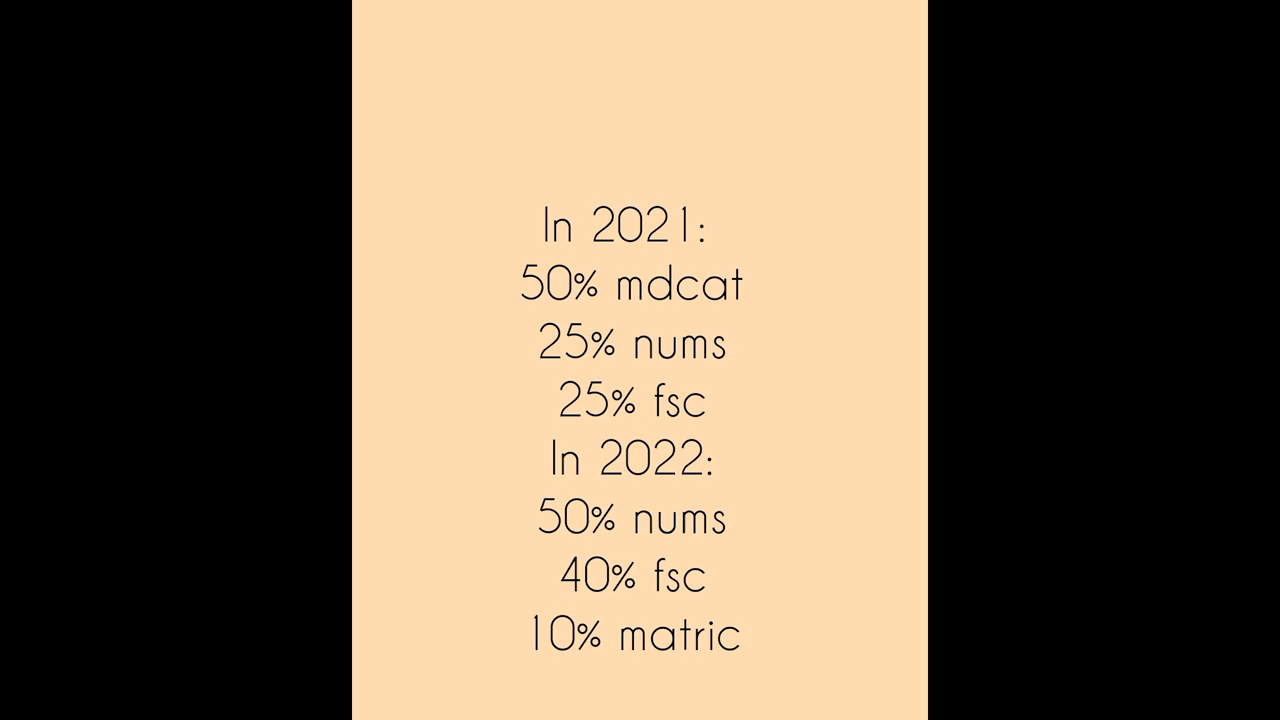 In 2021:
50% mdcat
25% nums
25% fsc
In 2022:
50% nums
40% fsc
10% matric